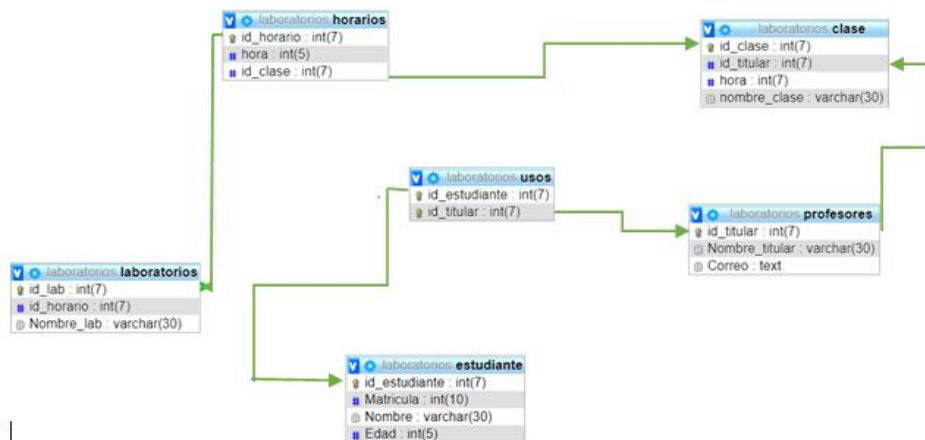 laboratorios horarios
id_horario : int(7)
hora : int(5)
id_clase : int(7)
laboratorios clase
id_clase : int(7)
id_titular : int(7)
hora : int(7)
nombre_clase : varchar(30)
laboratorios usos
id_estudiante : int(7)
id_titular : int(7)
laboratorios profesores
id_titular : int(7)
Nombre_titular : varchar(30)
Correo : text
laboratorios laboratorios
id_lab : int(7)
id_horario : int(7)
Nombre_lab : varchar(30)
laboratorios estudiante
id_estudiante : int(7)
Matricula : int(10)
Nombre : varchar(30)
Edad : int(5)